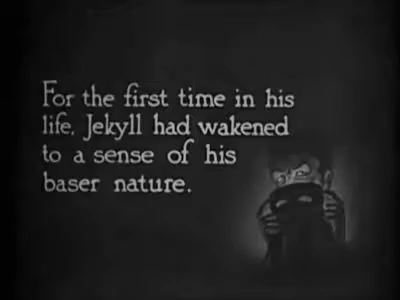 For the first time in his
life, Jekyll had wakened
to a sense of his
baser nature.